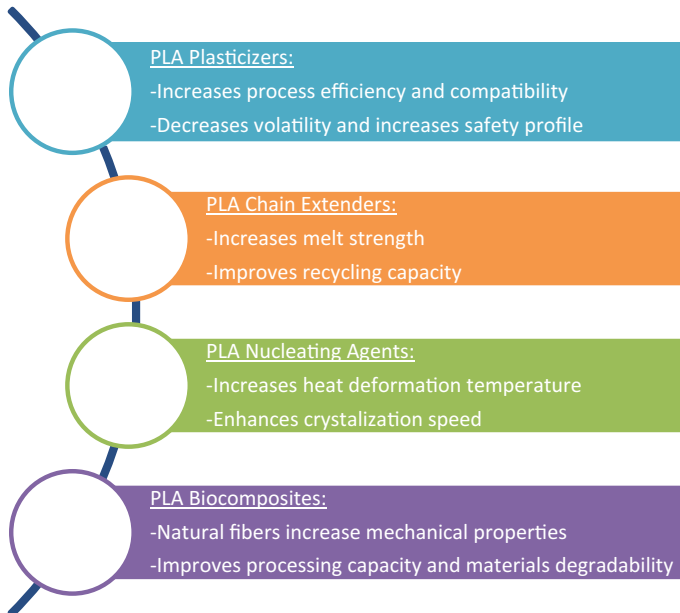 PLA Plasticizers:
-Increases process efficiency and compatibility
-Decreases volatility and increases safety profile
PLA Chain Extenders:
-Increases melt strength
-Improves recycling capacity
PLA Nucleating Agents:
-Increases heat deformation temperature
-Enhances crystalization speed
PLA Biocomposites:
-Natural fibers increase mechanical properties
-Improves processing capacity and materials degradability